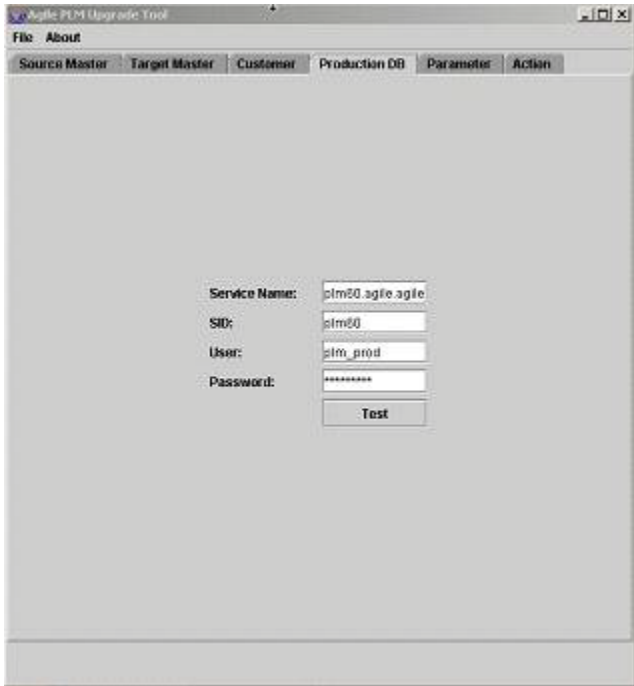 Agile PLM Upgrade Tool
File About
Source Master Target Master Customer Production DB Parameter Action
Service Name: plm60.agile.agile
SID: plm60
User: plm_prod
Password: *********
Test